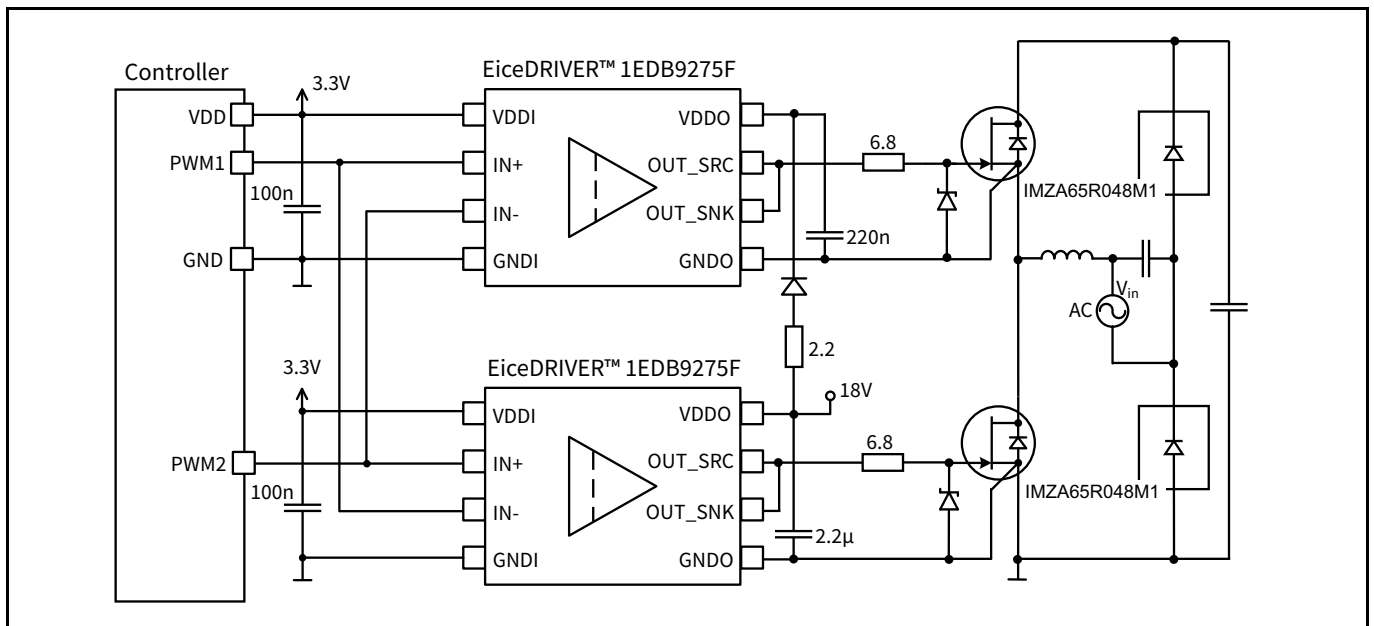 Controller
VDD
PWM1
GND
PWM2
3.3V
100n
3.3V
100n
EiceDRIVER™ 1EDB9275F
VDDI
IN+
IN-
GNDI
VDDO
OUT_SRC
OUT_SNK
GNDO
220n
2.2
6.8
IMZA65R048M1
EiceDRIVER™ 1EDB9275F
VDDI
IN+
IN-
GNDI
VDDO
OUT_SRC
OUT_SNK
GNDO
18V
2.2µ
6.8
IMZA65R048M1
Vin
AC